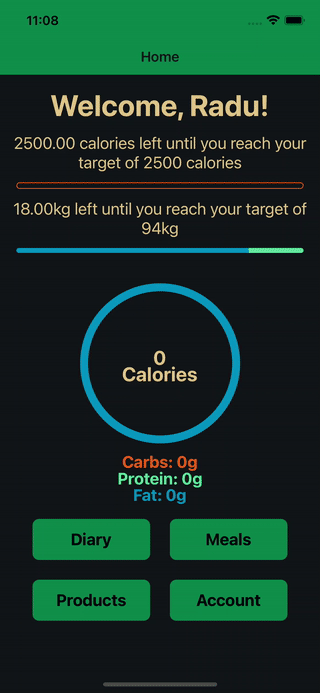 11:08
Home
Welcome, Radu!
2500.00 calories left until you reach your
target of 2500 calories
18.00kg left until you reach your target of
94kg
0
Calories
Carbs: 0g
Protein: 0g
Fat: 0g
Diary Meals
Products Account